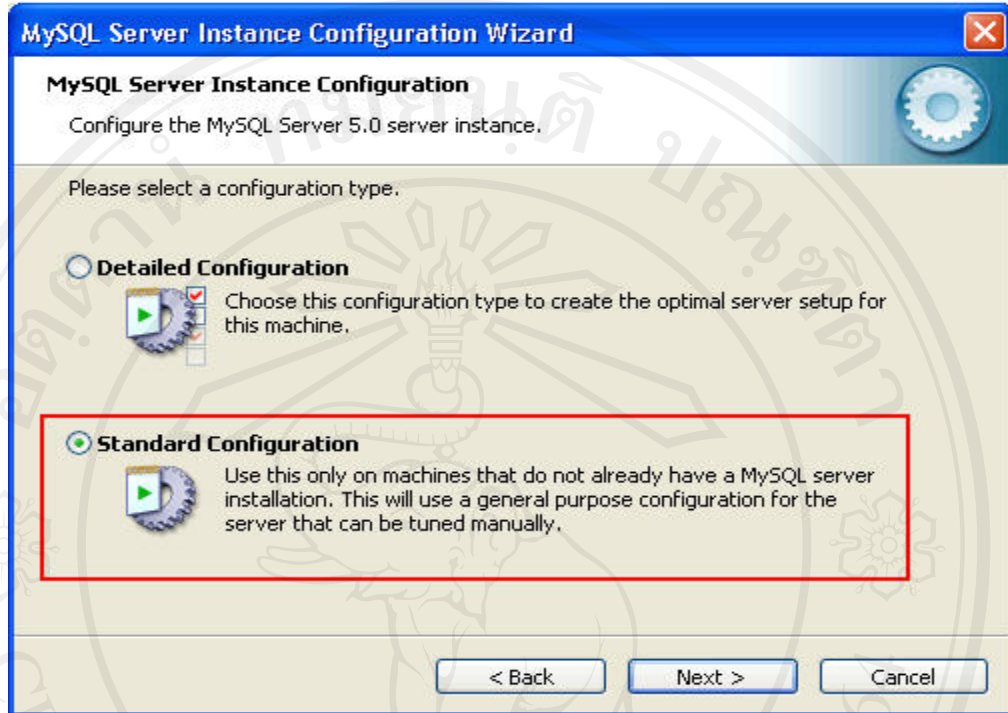 MySQL Server Instance Configuration Wizard
MySQL Server Instance Configuration
Configure the MySQL Server 5.0 server instance.
Please select a configuration type.
Detailed Configuration
Choose this configuration type to create the optimal server setup for
this machine.
Standard Configuration
Use this only on machines that do not already have a MySQL server
installation. This will use a general purpose configuration for the
server that can be tuned manually.
< Back
Next >
Cancel